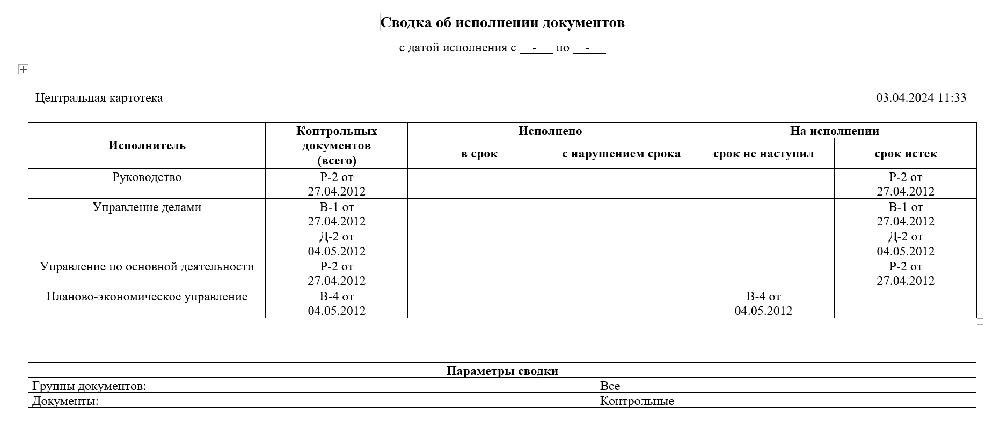 Сводка об исполнении документов
с датой исполнения с __-__ по __-__
Центральная картотека 03.04.2024 11:33
Исполнитель Контрольных документов (всего) Исполнено На исполнении
в срок с нарушением срока срок не наступил срок истек
Руководство Р-2 от Р-2 от
27.04.2012 27.04.2012
Управление делами В-1 от В-1 от
27.04.2012 27.04.2012
Д-2 от Д-2 от
04.05.2012 04.05.2012
Управление по основной деятельности Р-2 от Р-2 от
27.04.2012 27.04.2012
Планово-экономическое управление В-4 от В-4 от
04.05.2012 04.05.2012
Параметры сводки
Группы документов: Все
Документы: Контрольные